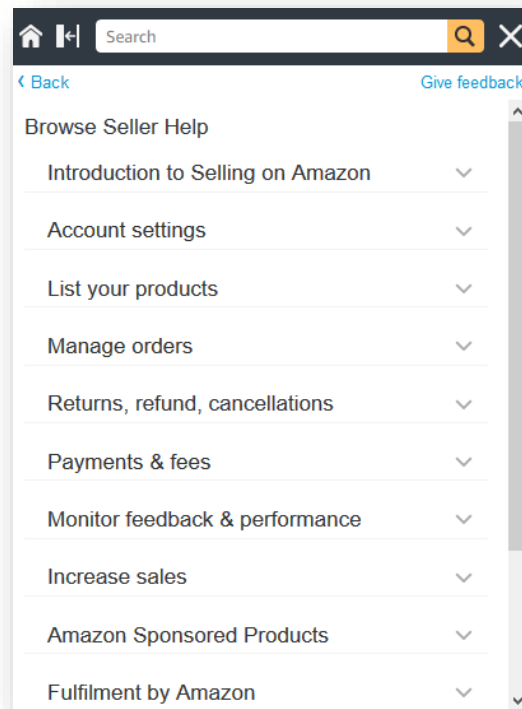 Search
Back
Give feedback
Browse Seller Help
Introduction to Selling on Amazon
Account settings
List your products
Manage orders
Returns, refund, cancellations
Payments & fees
Monitor feedback & performance
Increase sales
Amazon Sponsored Products
Fulfilment by Amazon